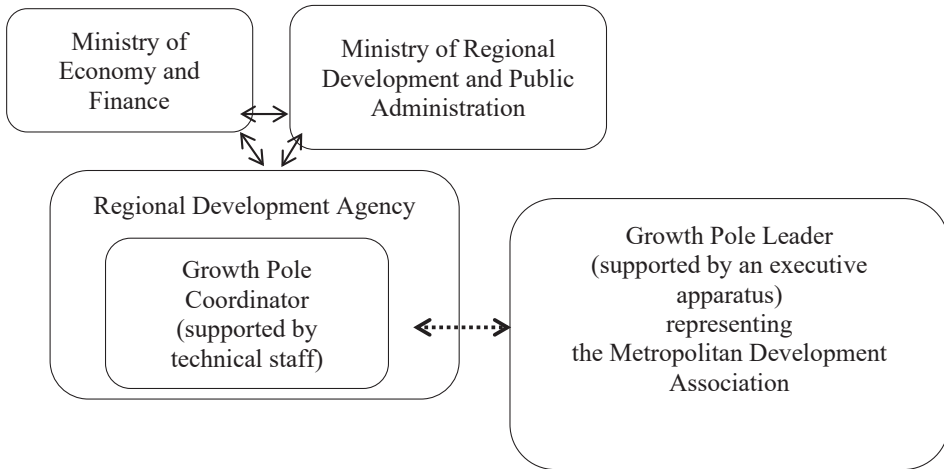 Ministry of
Economy and
Finance
Ministry of Regional
Development and Public
Administration
Regional Development Agency
Growth Pole
Coordinator
(supported by
technical staff)
Growth Pole Leader
(supported by an executive
apparatus)
representing
the Metropolitan Development
Association